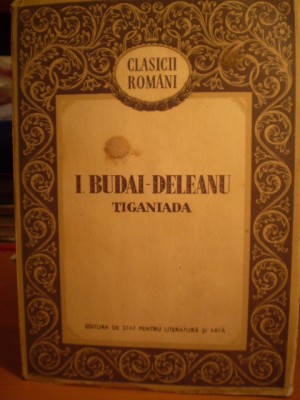 CLASICII
ROMÂNI
I. BUDAI-DELEANU
ȚIGANIADA
EDITURA DE STAT PENTRU LITERATURĂ ȘI ARTĂ